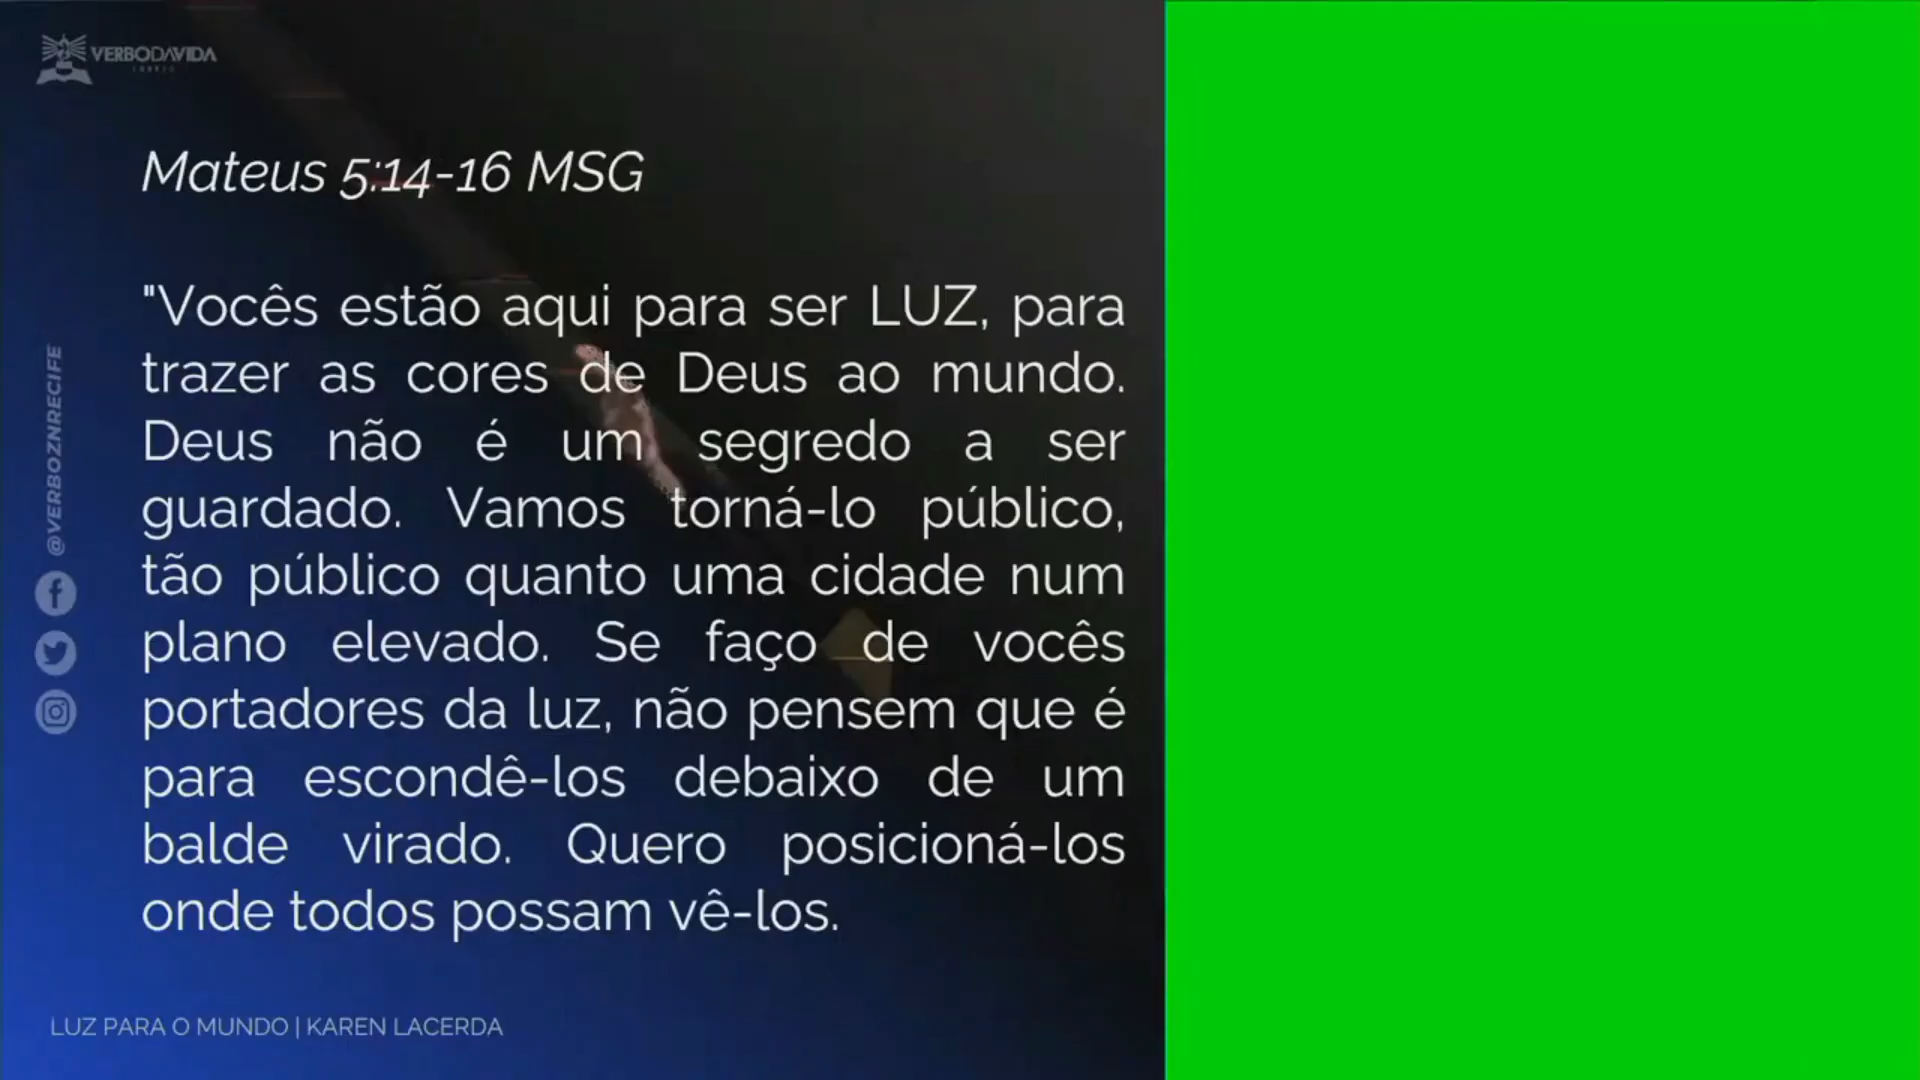 VERBODAVIDA
Mateus 5:14-16 MSG
"Vocês estão aqui para ser LUZ, para
trazer as cores de Deus ao mundo.
Deus não é um segredo a ser
guardado. Vamos torná-lo público,
tão público quanto uma cidade num
plano elevado. Se faço de vocês
portadores da luz, não pensem que é
para escondê-los debaixo de um
balde virado. Quero posicioná-los
onde todos possam vê-los.
@VERBOZNRECIFE
LUZ PARA O MUNDO | KAREN LACERDA